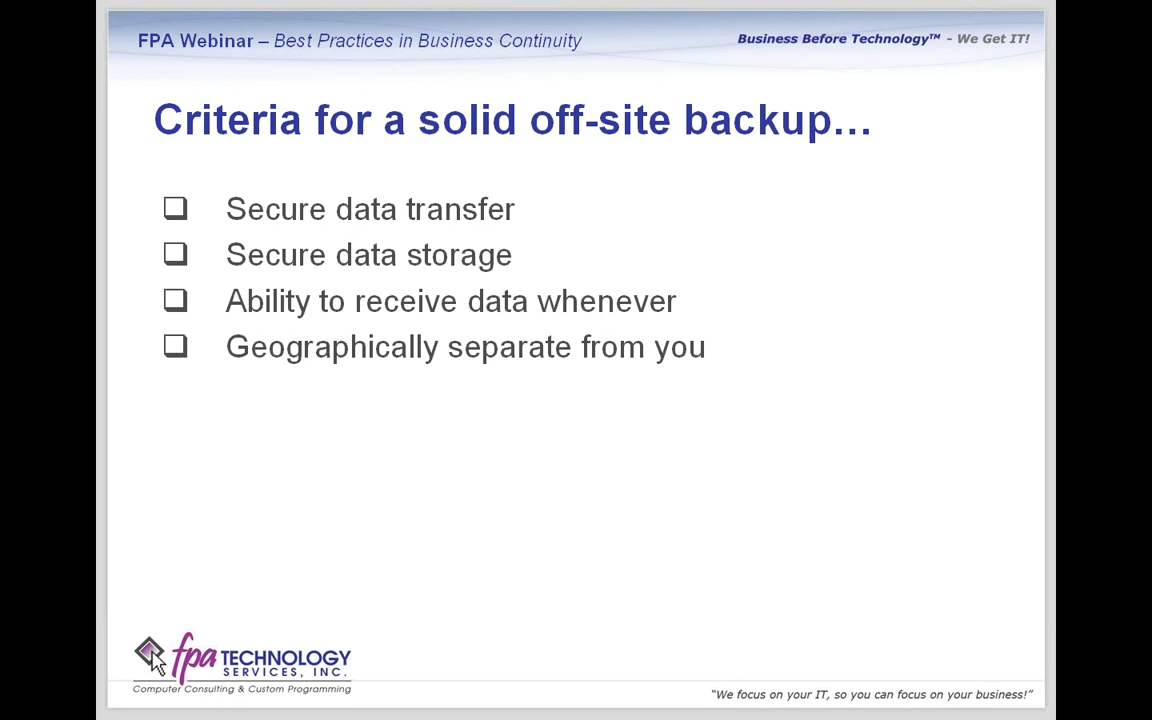 FPA Webinar – Best Practices in Business Continuity
Business Before Technology™ - We Get IT!
Criteria for a solid off-site backup…
Secure data transfer
Secure data storage
Ability to receive data whenever
Geographically separate from you
fpa TECHNOLOGY
SERVICES, INC.
Computer Consulting & Custom Programming
“We focus on your IT, so you can focus on your business!”